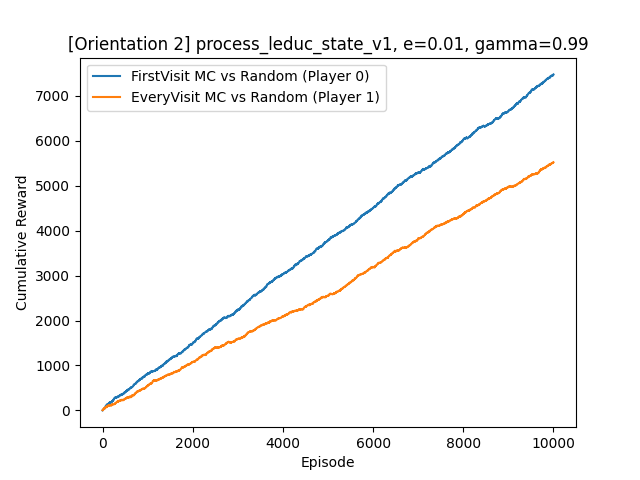 [Orientation 2] process_leduc_state_v1, e=0.01, gamma=0.99
FirstVisit MC vs Random (Player 0)
EveryVisit MC vs Random (Player 1)
7000
6000
5000
4000
3000
2000
1000
0
Cumulative Reward
0 2000 4000 6000 8000 10000
Episode